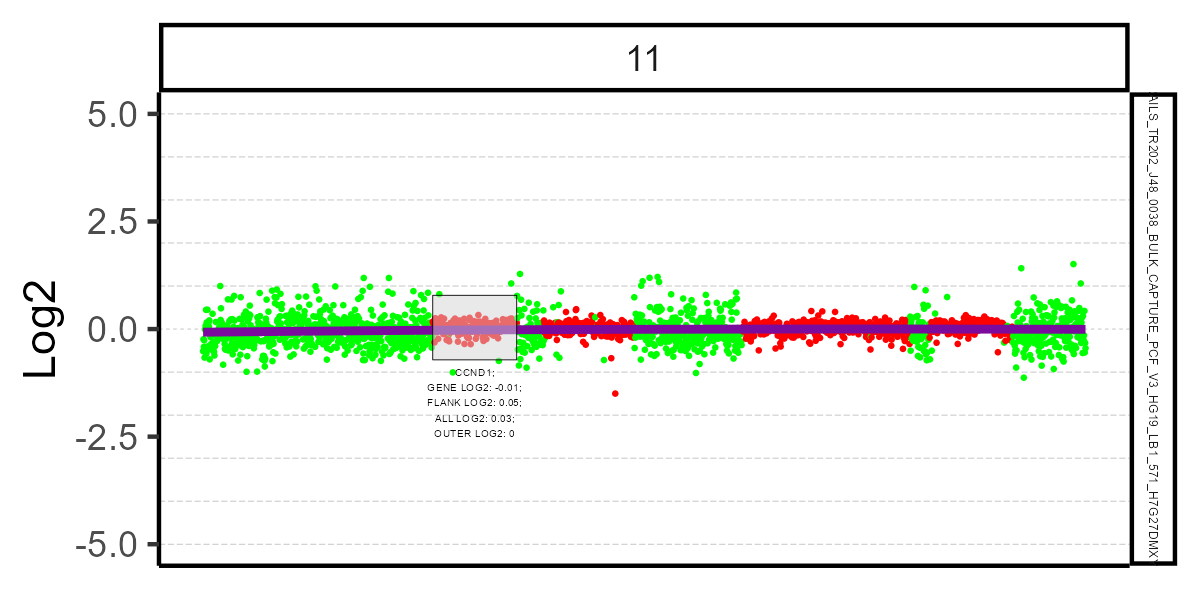 11
5.0
2.5
0.0
-2.5
-5.0
Log2
CCND1;
GENE LOG2: -0.01;
FLANK LOG2: 0.05;
ALL LOG2: 0.03;
OUTER LOG2: 0
AILS_TR202_J48_0038_BULK_CAPTURE_PCF_V3_HG19_LB1_571_H7G27DMX